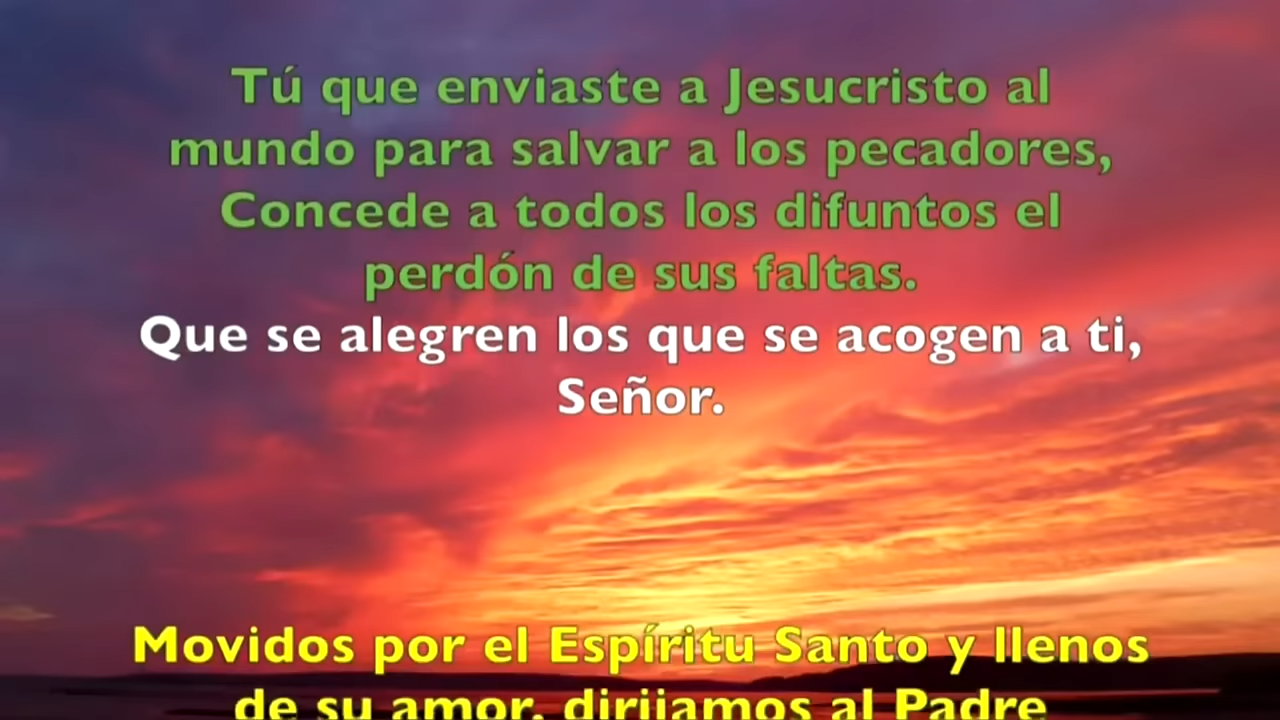 Tú que enviaste a Jesucristo al
mundo para salvar a los pecadores,
Concede a todos los difuntos el
perdón de sus faltas.
Que se alegren los que se acogen a ti,
Señor.
Movidos por el Espíritu Santo y llenos
de su amor, dirijamos al Padre